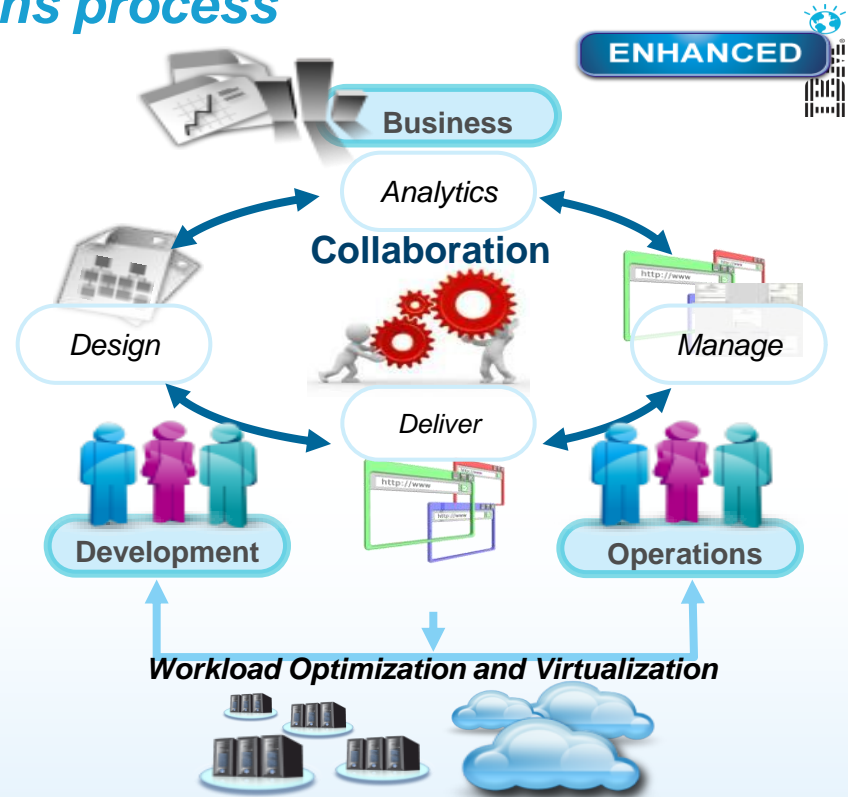 ns process
ENHANCED
Business
Analytics
Collaboration
http://www
Design
Manage
Deliver
http://www
http://www
Development
Operations
Workload Optimization and Virtualization